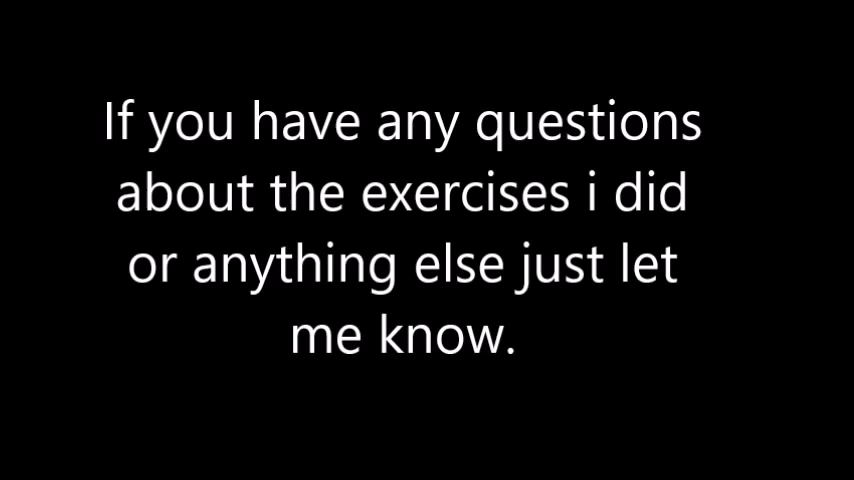 If you have any questions
about the exercises i did
or anything else just let
me know.